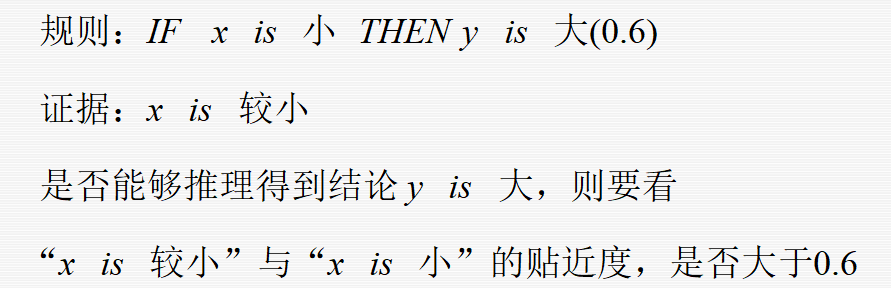 规则：IF x is 小 THEN y is 大(0.6)
证据：x is 较小
是否能够推理得到结论 y is 大，则要看
“x is 较小”与“x is 小”的贴近度，是否大于0.6